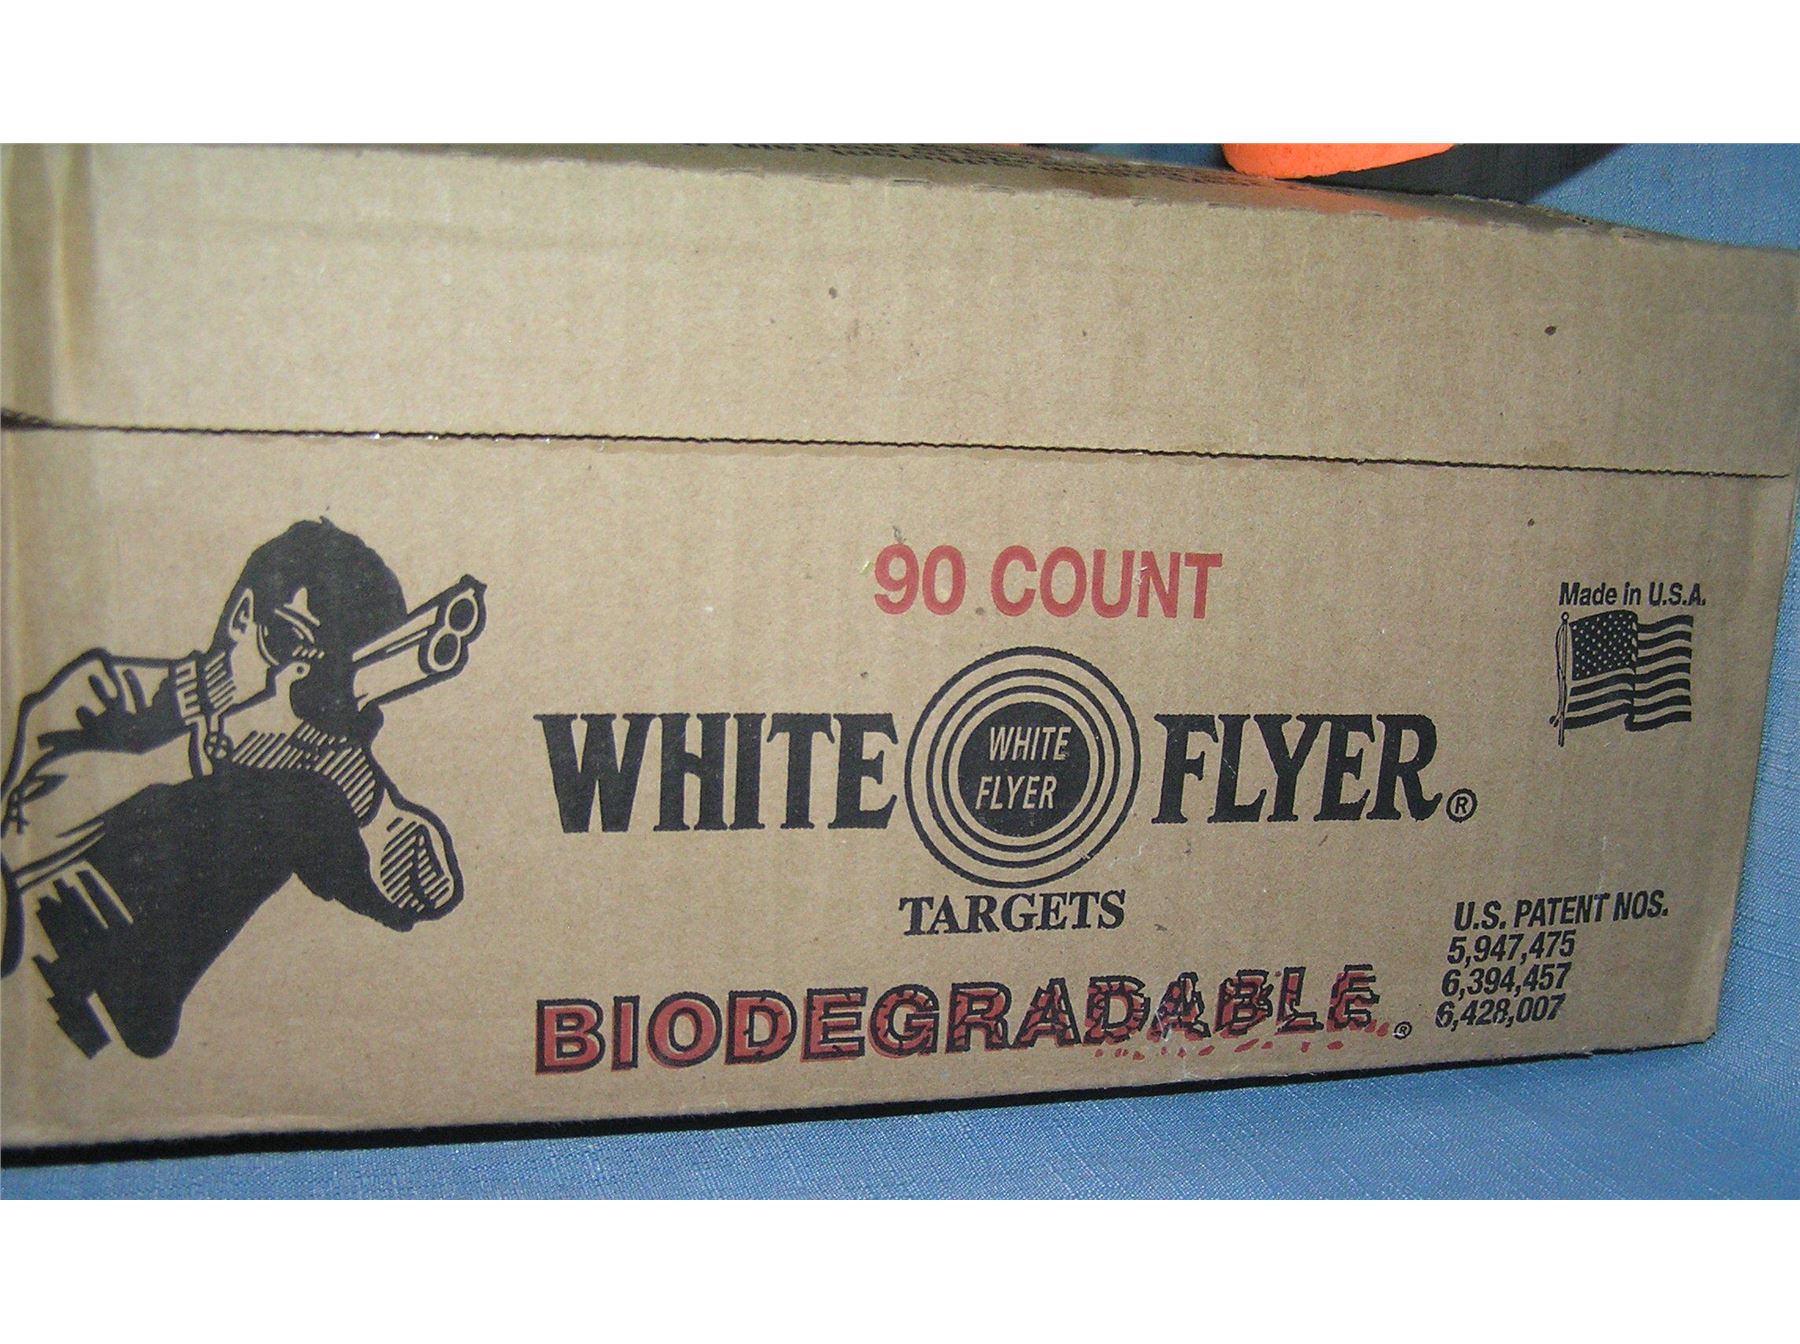 90 COUNT
Made in U.S.A.
WHITE FLYER®
WHITE
FLYER
TARGETS
BIODEGRADABLE®
U.S. PATENT NOS.
5,947,475
6,394,457
6,428,007